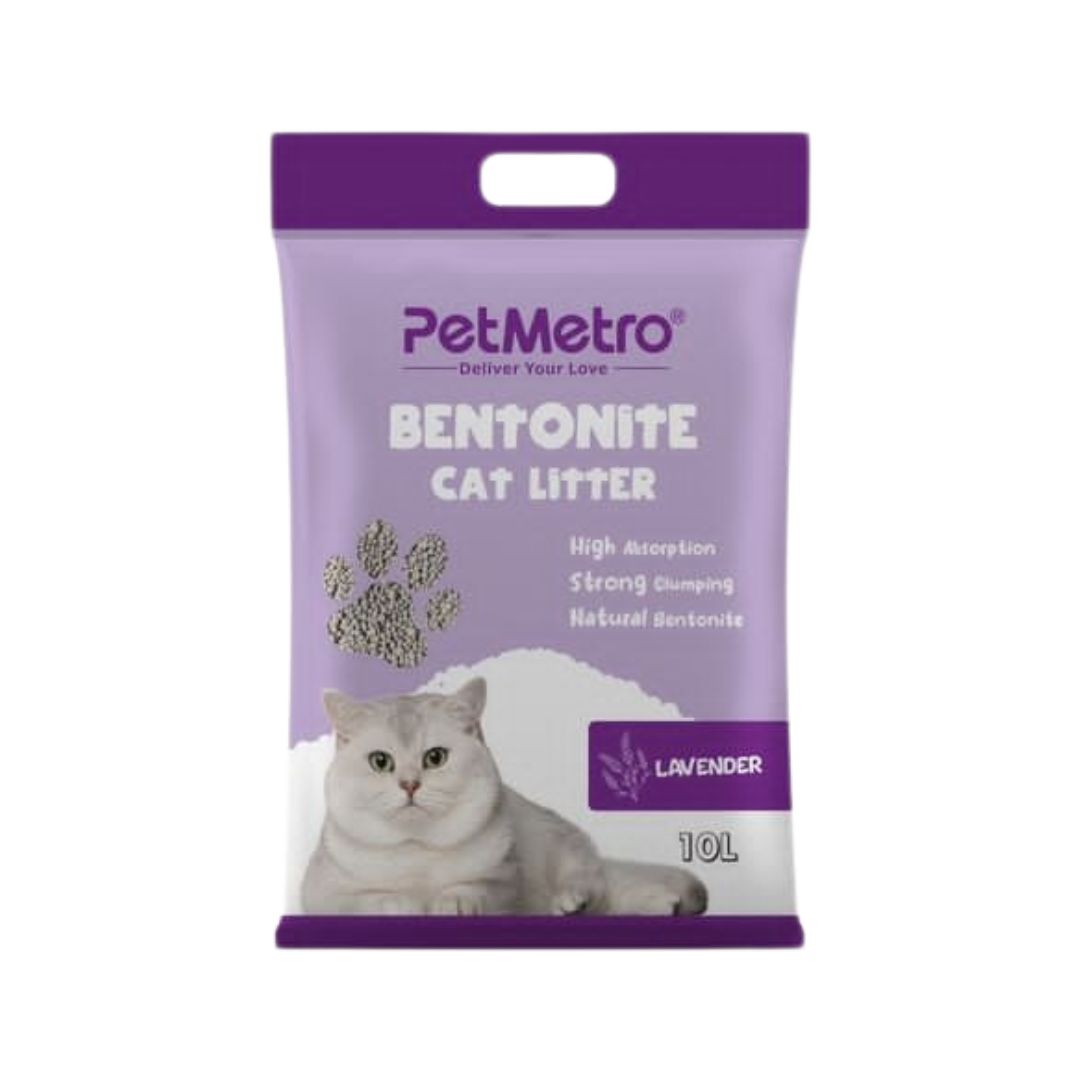 PetMetro®
Deliver Your Love
BENTONITE
CAT LITTER
High Absorption
Strong Clumping
Natural Bentonite
LAVENDER
10L